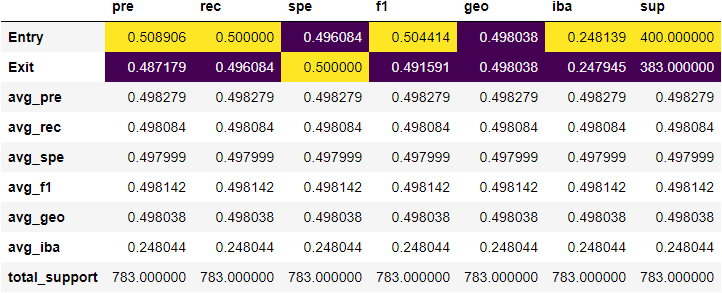 pre rec spe f1 geo iba sup
Entry 0.508906 0.500000 0.496084 0.504414 0.498038 0.248139 400.000000
Exit 0.487179 0.496084 0.500000 0.491591 0.498038 0.247945 383.000000
avg_pre 0.498279 0.498279 0.498279 0.498279 0.498279 0.498279 0.498279
avg_rec 0.498084 0.498084 0.498084 0.498084 0.498084 0.498084 0.498084
avg_spe 0.497999 0.497999 0.497999 0.497999 0.497999 0.497999 0.497999
avg_f1 0.498142 0.498142 0.498142 0.498142 0.498142 0.498142 0.498142
avg_geo 0.498038 0.498038 0.498038 0.498038 0.498038 0.498038 0.498038
avg_iba 0.248044 0.248044 0.248044 0.248044 0.248044 0.248044 0.248044
total_support 783.000000 783.000000 783.000000 783.000000 783.000000 783.000000 783.000000